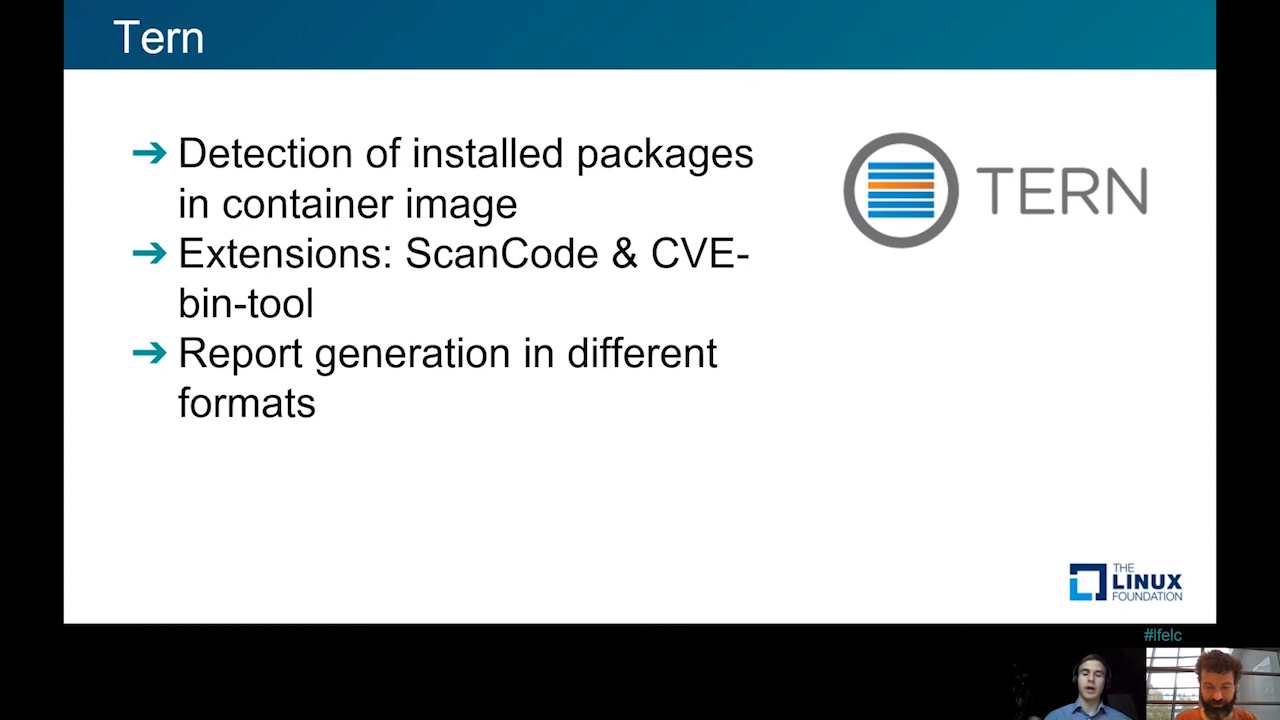 Tern
➔ Detection of installed packages
in container image
➔ Extensions: ScanCode & CVE-
bin-tool
➔ Report generation in different
formats
TERN
THE
LINUX
FOUNDATION
#lfelc